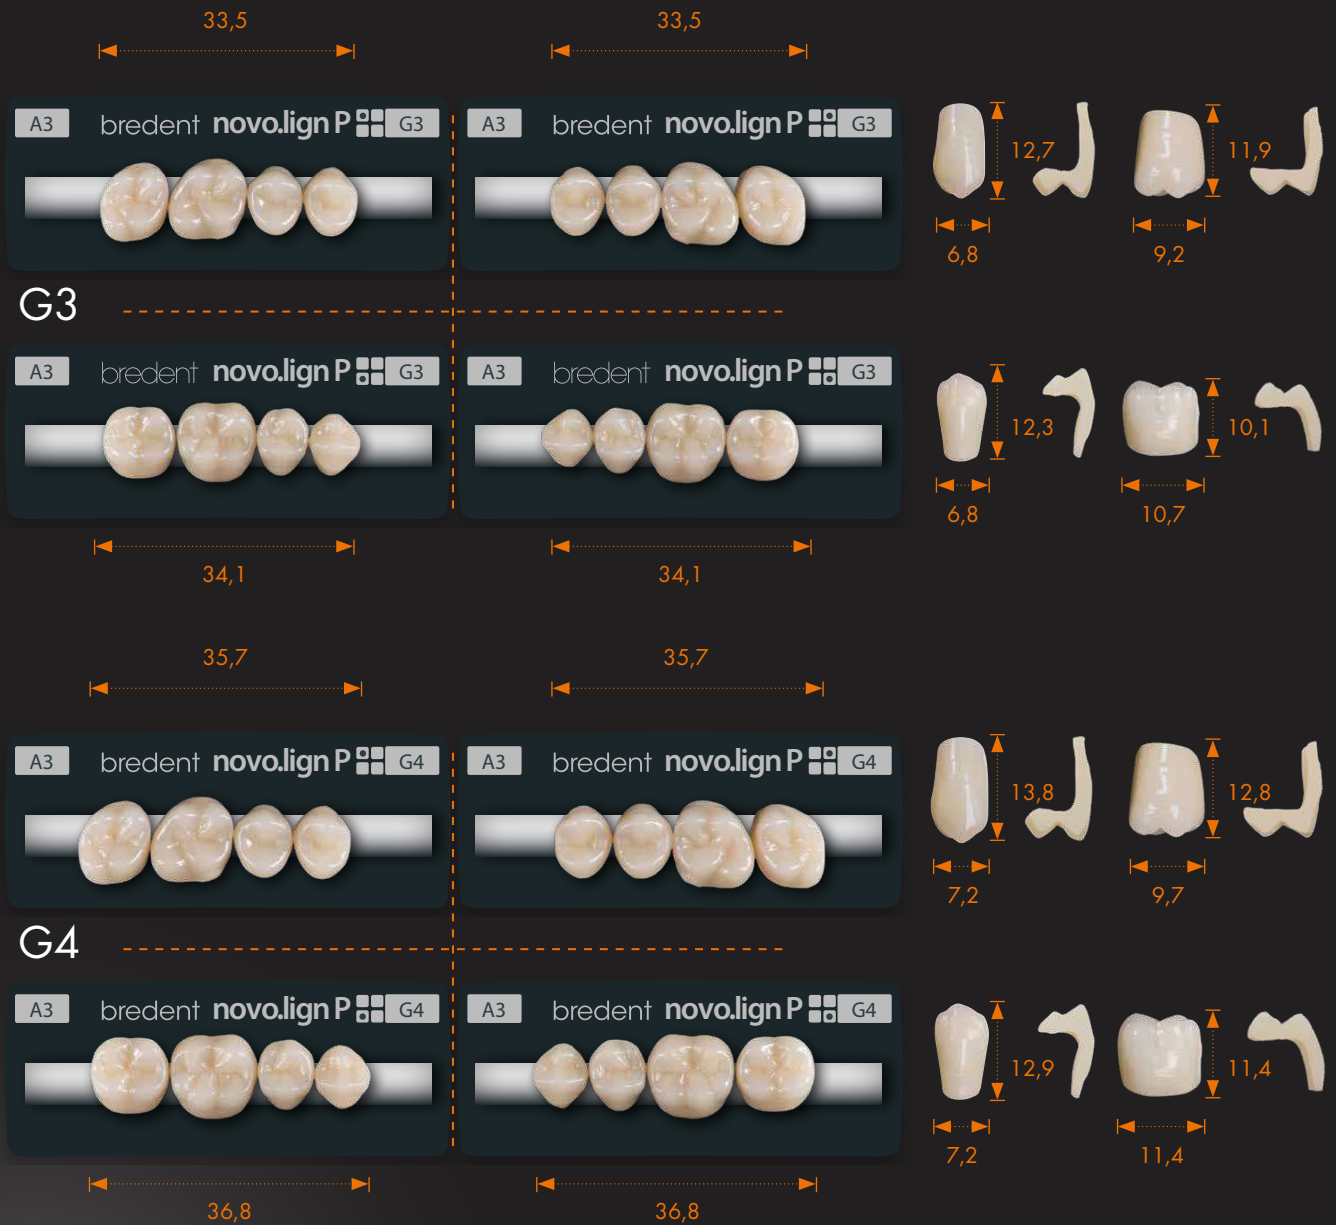 33,5 33,5
A3 bredent novo.lign P G3 A3 bredent novo.lign P G3
12,7 11,9
6,8 9,2
G3
A3 bredent novo.lign P G3 A3 bredent novo.lign P G3
12,3 10,1
6,8 10,7
34,1 34,1
35,7 35,7
A3 bredent novo.lign P G4 A3 bredent novo.lign P G4
13,8 12,8
7,2 9,7
G4
A3 bredent novo.lign P G4 A3 bredent novo.lign P G4
12,9 11,4
7,2 11,4
36,8 36,8